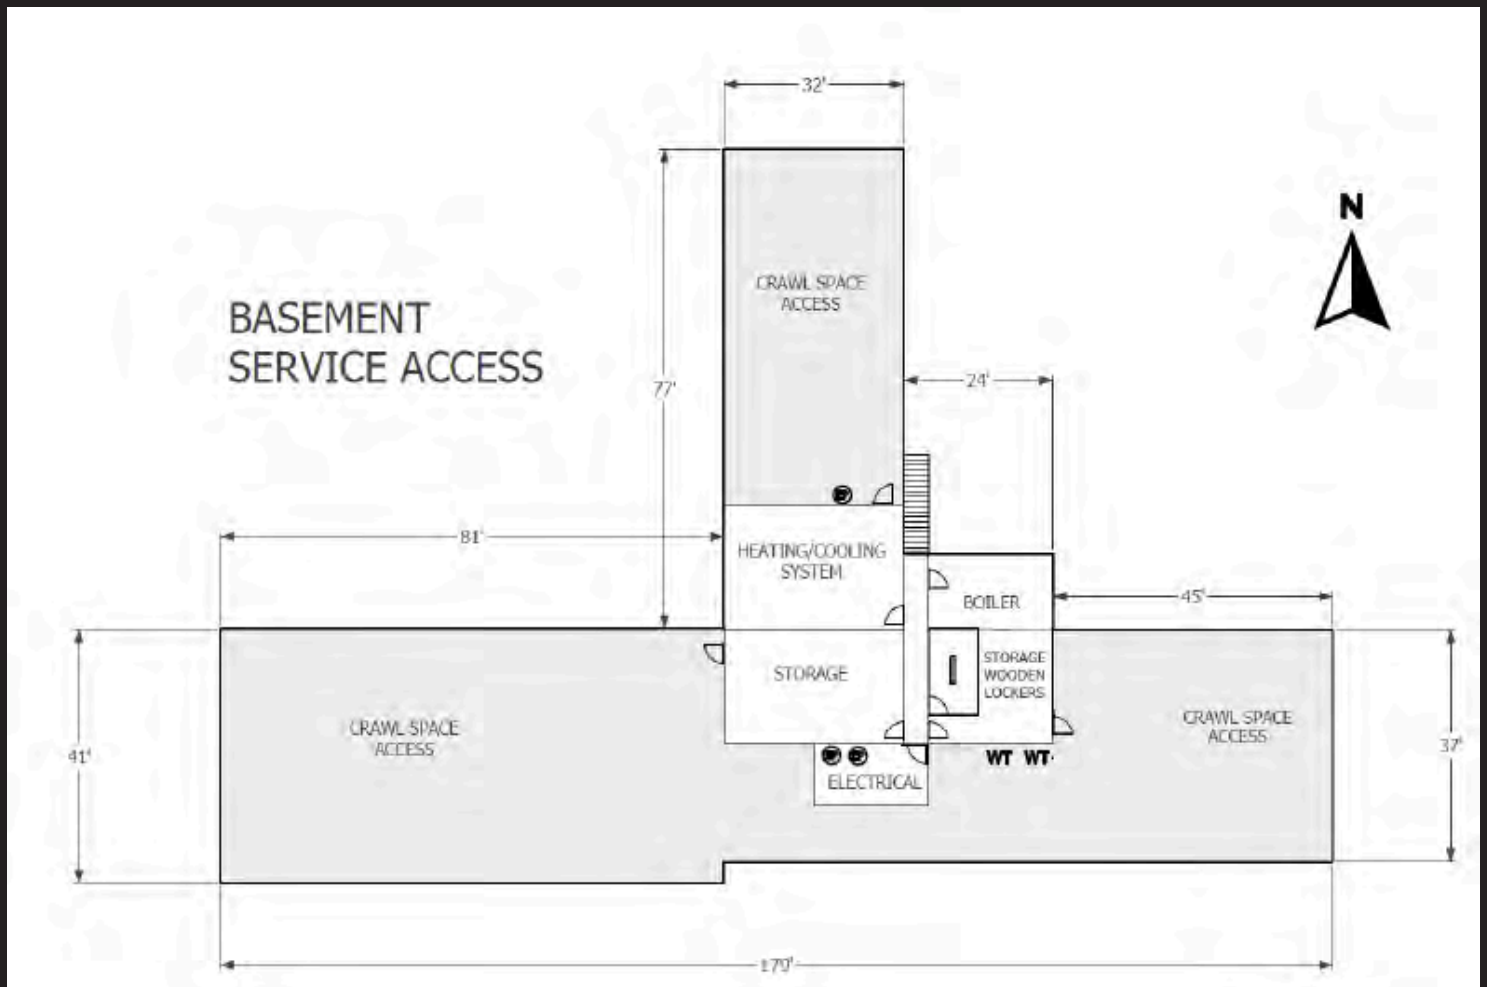 32'
N
CRAWL SPACE
ACCESS
BASEMENT
SERVICE ACCESS
77'
24'
81'
HEATING/COOLING
SYSTEM
BOILER
45'
STORAGE
STORAGE
WOODEN
LOCKERS
CRAWL SPACE
ACCESS
CRAWL SPACE
ACCESS
41'
37'
WT WT
ELECTRICAL
179'